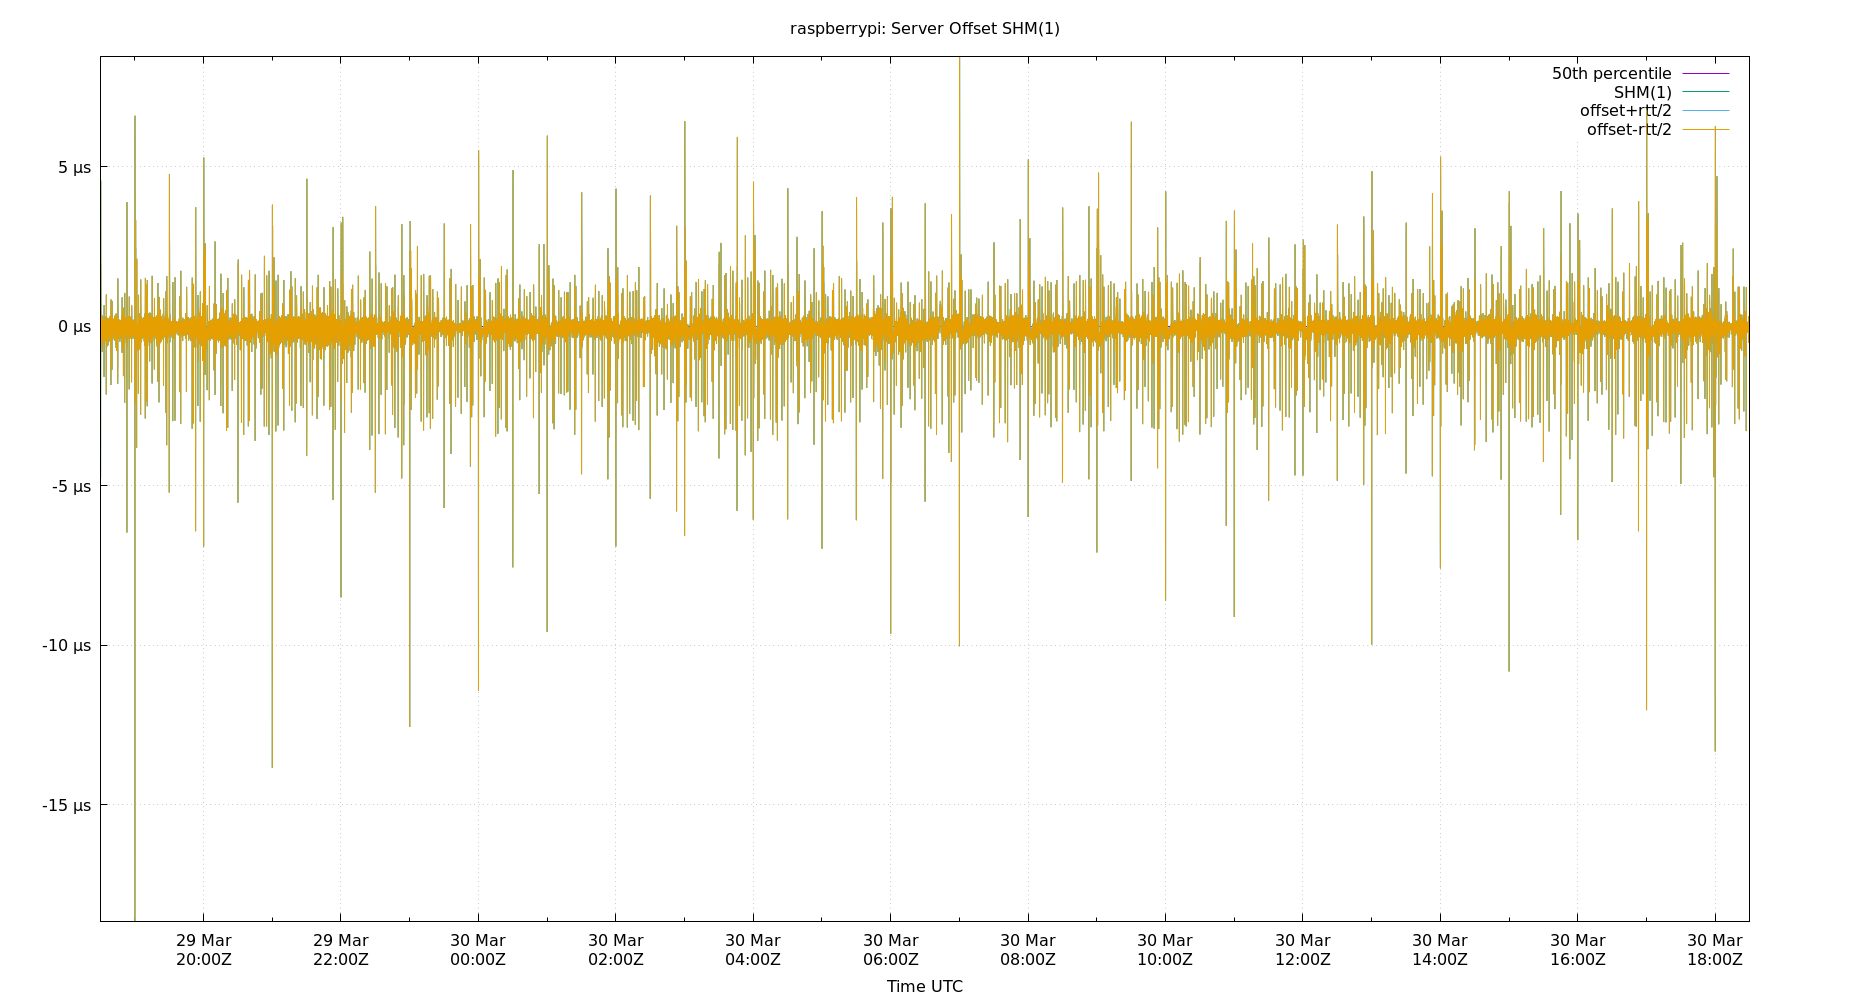 raspberrypi: Server Offset SHM(1)
50th percentile
SHM(1)
offset+rtt/2
offset-rtt/2
5 µs
0 µs
-5 µs
-10 µs
-15 µs
29 Mar 29 Mar 30 Mar 30 Mar 30 Mar 30 Mar 30 Mar 30 Mar 30 Mar 30 Mar 30 Mar 30 Mar
20:00Z 22:00Z 00:00Z 02:00Z 04:00Z 06:00Z 08:00Z 10:00Z 12:00Z 14:00Z 16:00Z 18:00Z
Time UTC